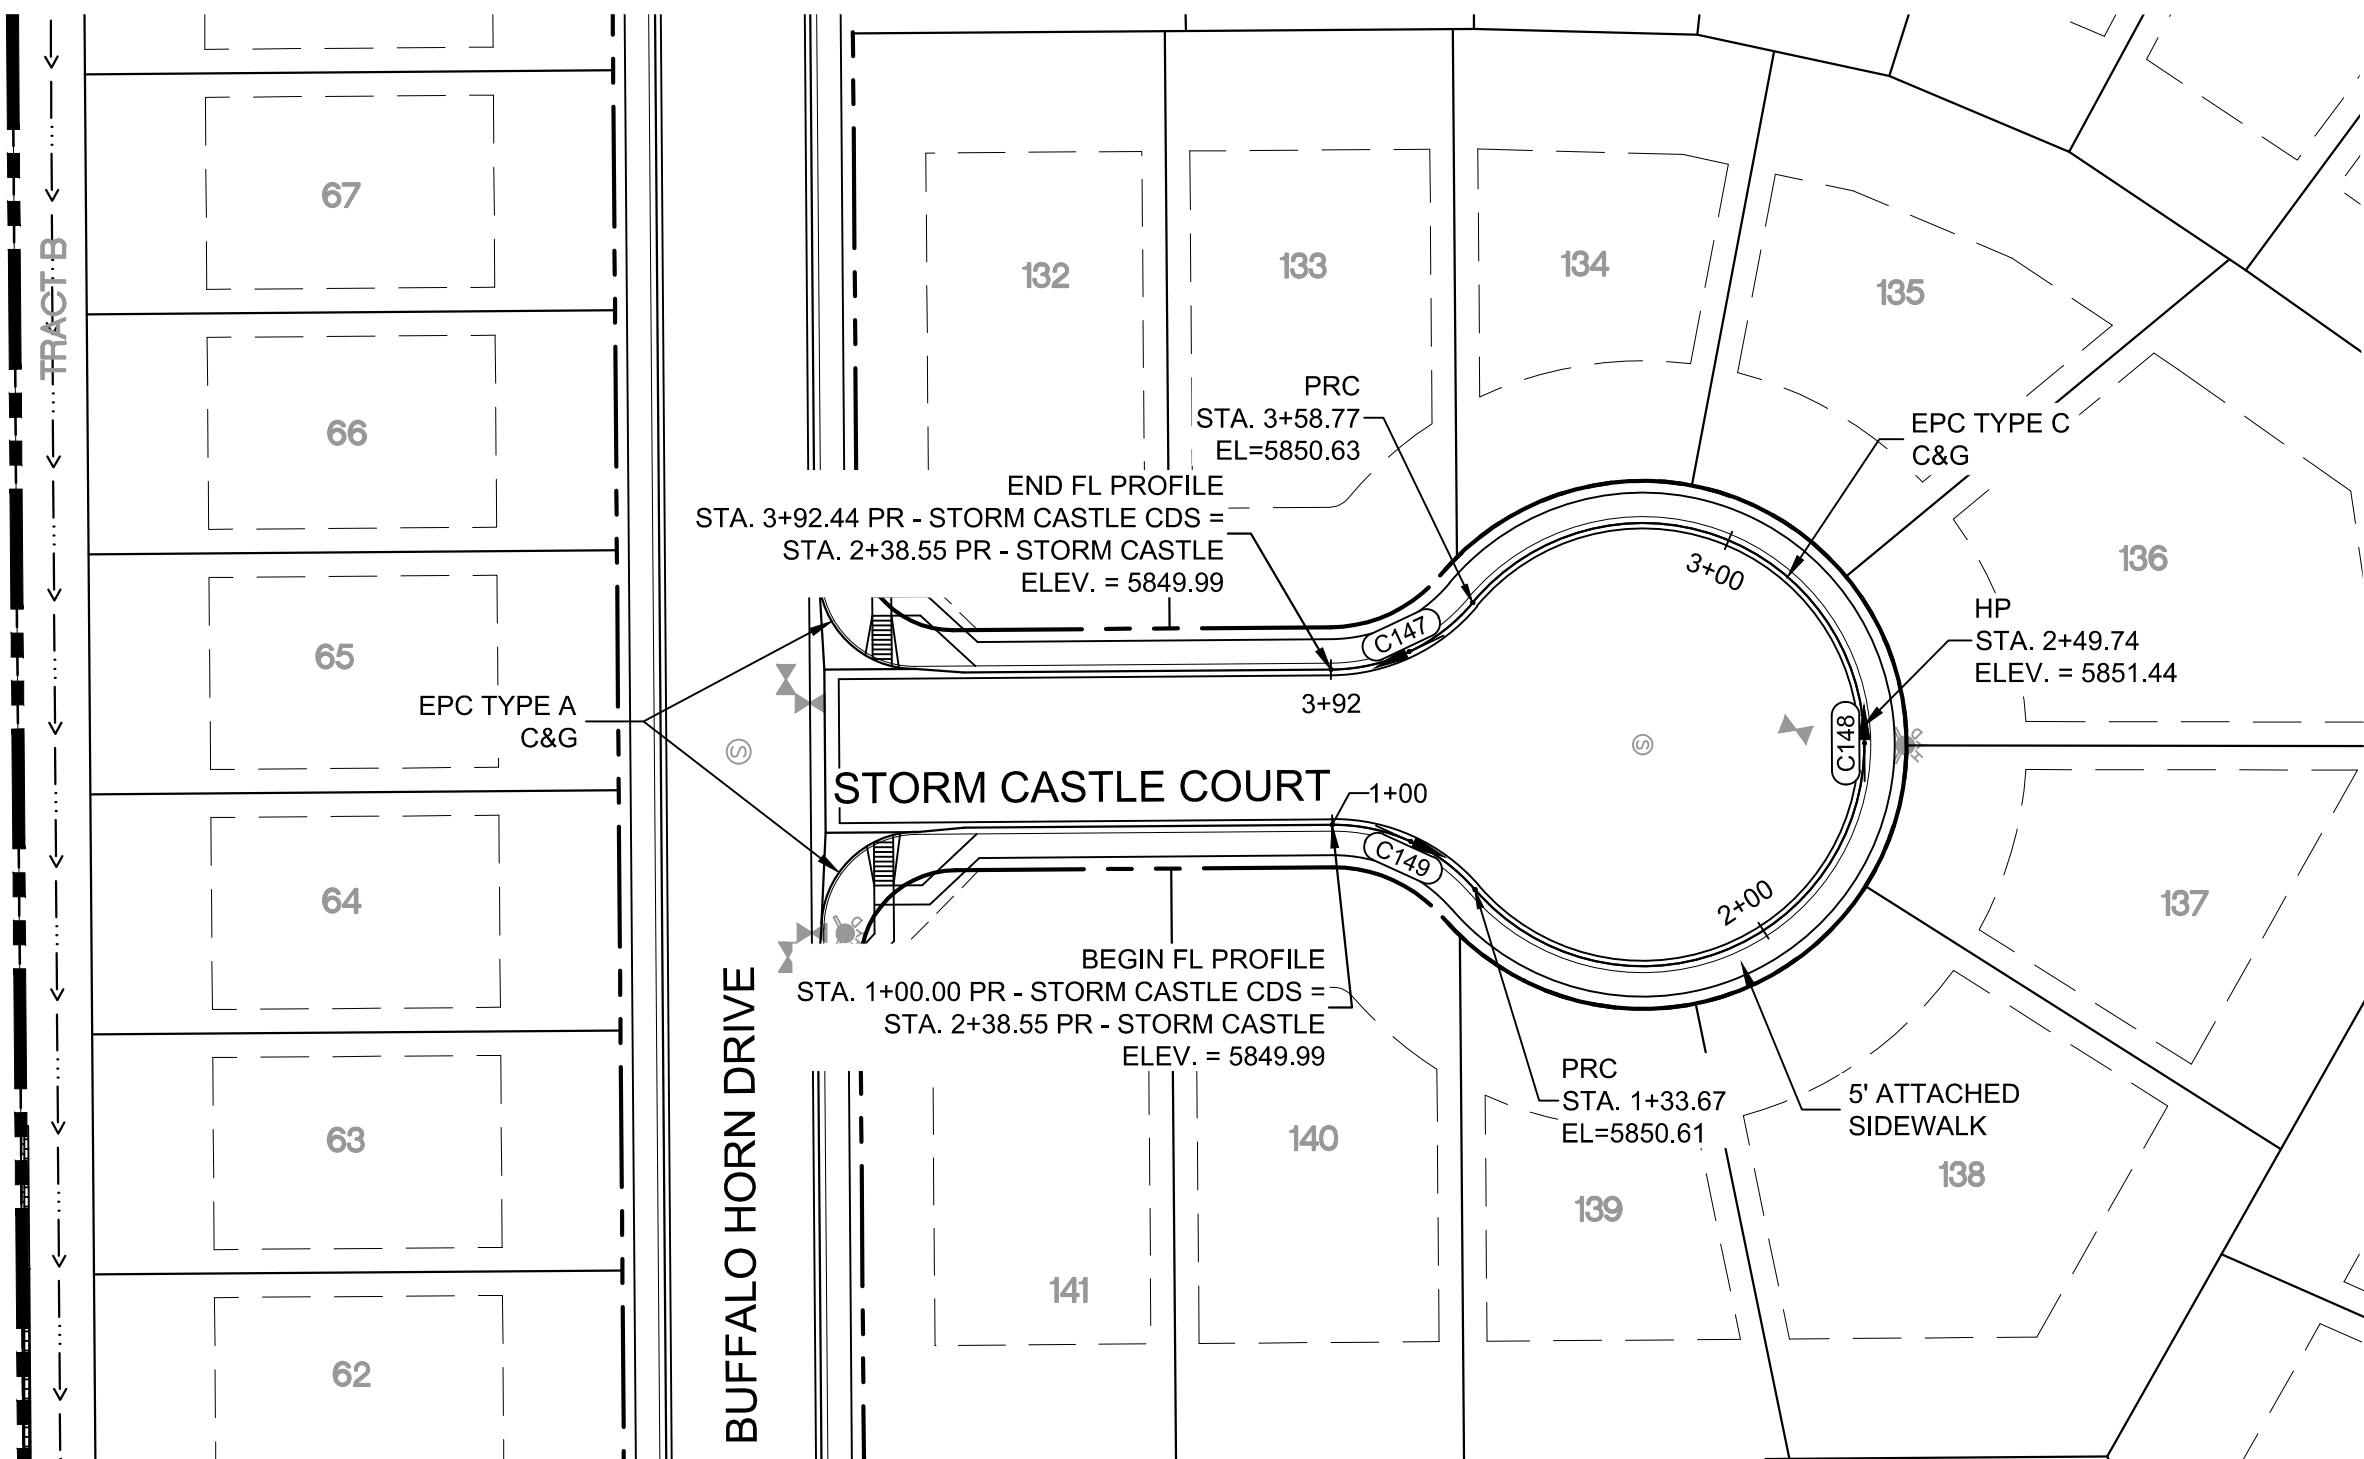 TRACT B
67
66
65
64
63
62
132
133
134
135
136
137
138
139
140
141
PRC
STA. 3+58.77
EL=5850.63
END FL PROFILE
STA. 3+92.44 PR - STORM CASTLE CDS =
STA. 2+38.55 PR - STORM CASTLE
ELEV. = 5849.99
EPC TYPE C
C&G
3+00
HP
STA. 2+49.74
ELEV. = 5851.44
C147
3+92
EPC TYPE A
C&G
S
S
C148
HYD
STORM CASTLE COURT
1+00
C149
2+00
BEGIN FL PROFILE
STA. 1+00.00 PR - STORM CASTLE CDS =
STA. 2+38.55 PR - STORM CASTLE
ELEV. = 5849.99
PRC
STA. 1+33.67
EL=5850.61
5' ATTACHED
SIDEWALK
BUFFALO HORN DRIVE